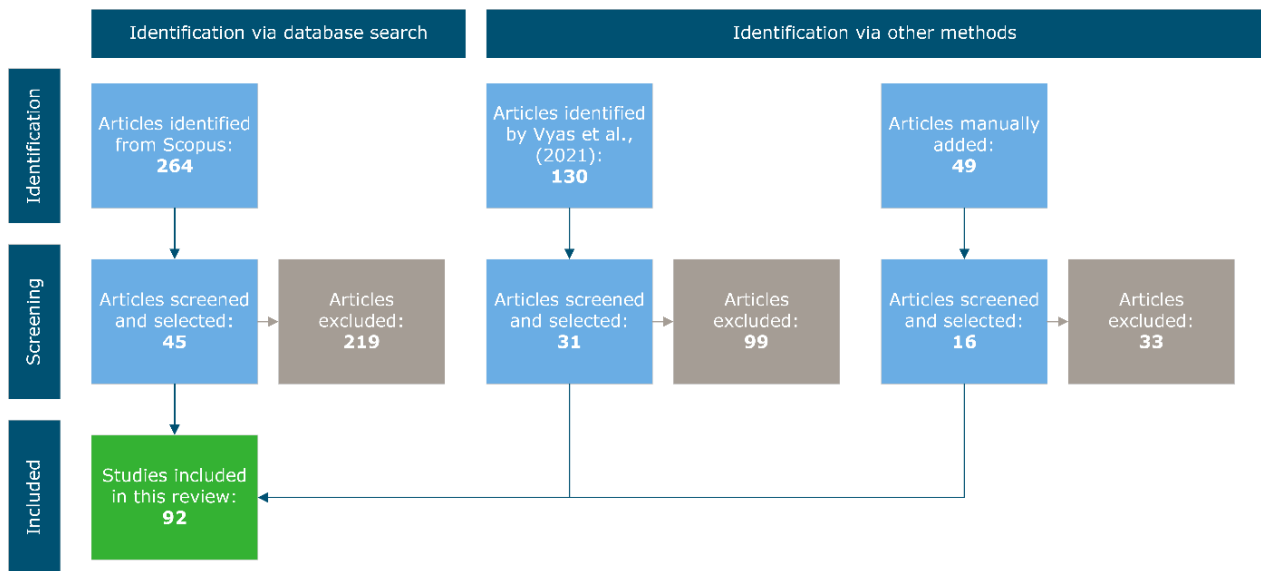 Identification via database search
Identification via other methods
Identification
Articles identified
from Scopus:
264
Articles identified
by Vyas et al.,
(2021):
130
Articles manually
added:
49
Screening
Articles screened
and selected:
45
Articles
excluded:
219
Articles screened
and selected:
31
Articles
excluded:
99
Articles screened
and selected:
16
Articles
excluded:
33
Included
Studies included
in this review:
92